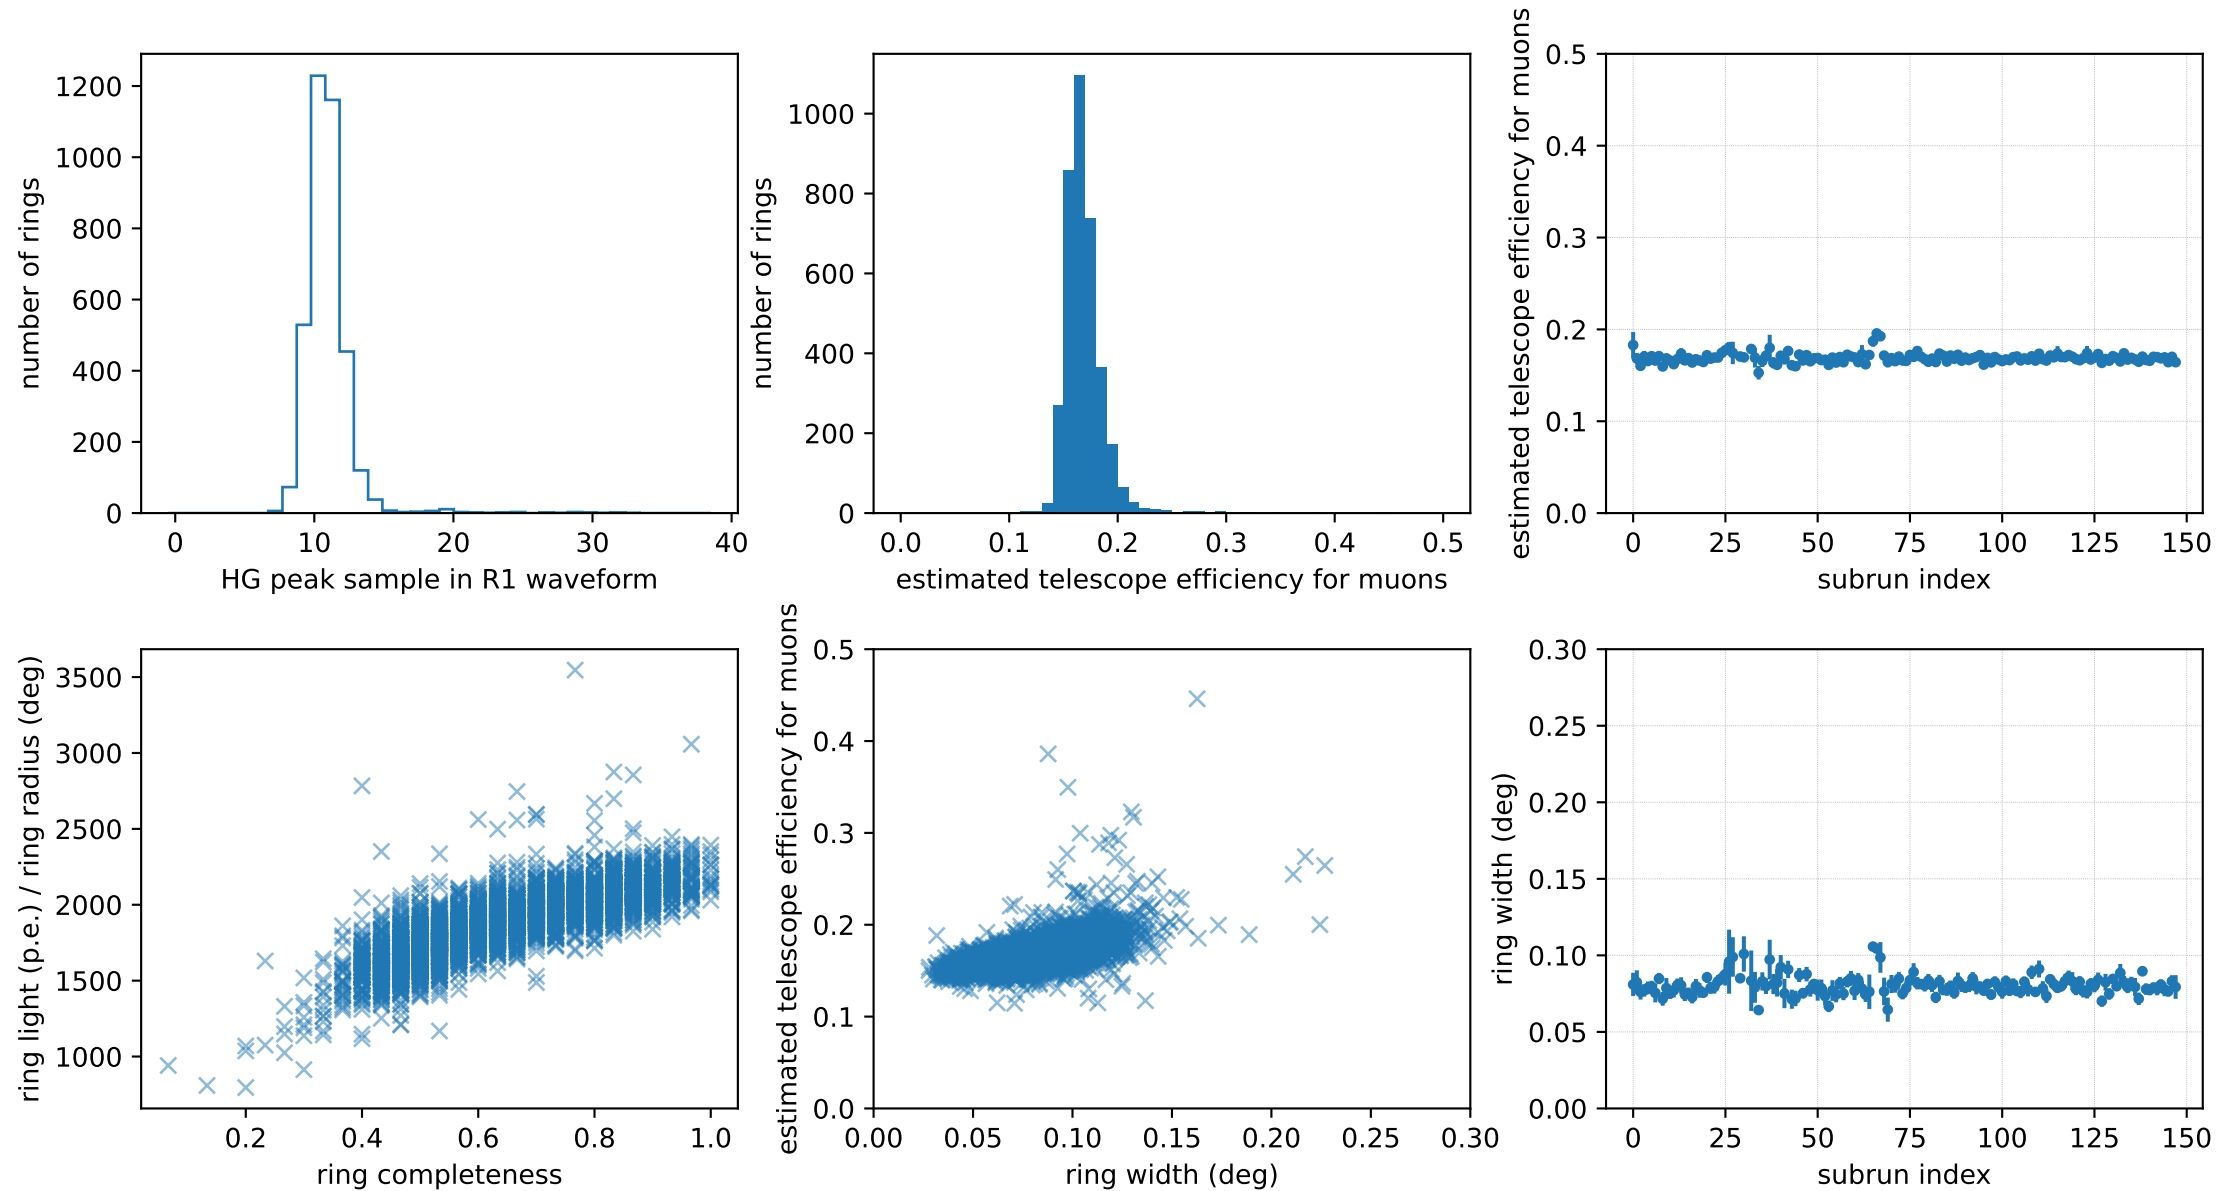 1200
1000
800
600
400
200
0
number of rings
0 10 20 30 40
HG peak sample in R1 waveform
1000
800
600
400
200
0
number of rings
0.0 0.1 0.2 0.3 0.4 0.5
estimated telescope efficiency for muons
0.5
0.4
0.3
0.2
0.1
0.0
estimated telescope efficiency for muons
0 25 50 75 100 125 150
subrun index
3500
3000
2500
2000
1500
1000
ring light (p.e.) / ring radius (deg)
0.2 0.4 0.6 0.8 1.0
ring completeness
0.5
0.4
0.3
0.2
0.1
0.0
estimated telescope efficiency for muons
0.00 0.05 0.10 0.15 0.20 0.25 0.30
ring width (deg)
0.30
0.25
0.20
0.15
0.10
0.05
0.00
ring width (deg)
0 25 50 75 100 125 150
subrun index